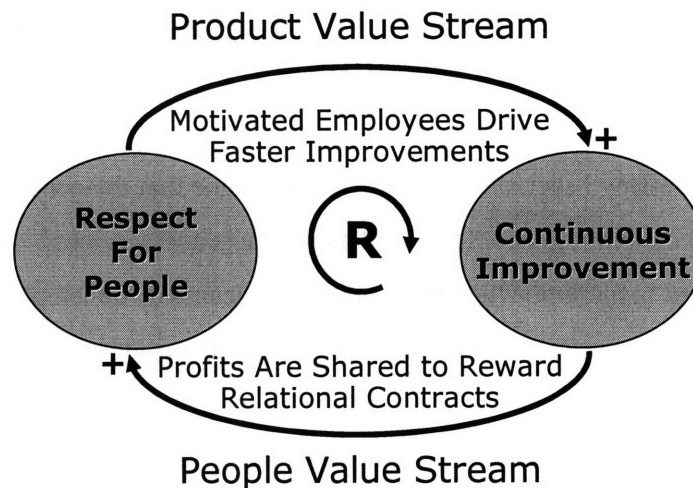 Product Value Stream
Motivated Employees Drive
Faster Improvements
+
Respect
For
People
R
Continuous
Improvement
+
Profits Are Shared to Reward
Relational Contracts
People Value Stream